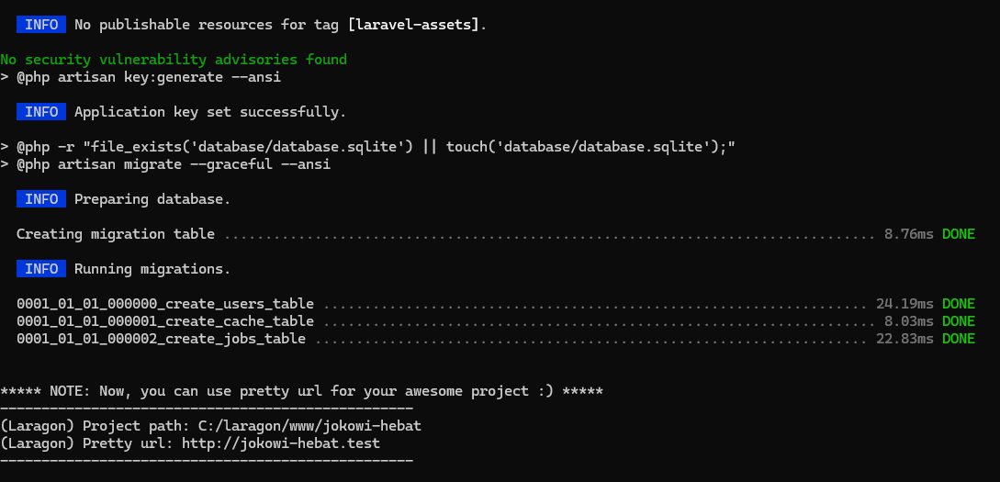 INFO No publishable resources for tag [laravel-assets].
No security vulnerability advisories found
> @php artisan key:generate --ansi
INFO Application key set successfully.
> @php -r "file_exists('database/database.sqlite') || touch('database/database.sqlite');"
> @php artisan migrate --graceful --ansi
INFO Preparing database.
Creating migration table ............................................................................... 8.76ms DONE
INFO Running migrations.
0001_01_01_000000_create_users_table .................................................................. 24.19ms DONE
0001_01_01_000001_create_cache_table ................................................................... 8.03ms DONE
0001_01_01_000002_create_jobs_table ................................................................... 22.83ms DONE
***** NOTE: Now, you can use pretty url for your awesome project :) *****
--------------------------------------------------
(Laragon) Project path: C:/laragon/www/jokowi-hebat
(Laragon) Pretty url: http://jokowi-hebat.test
--------------------------------------------------